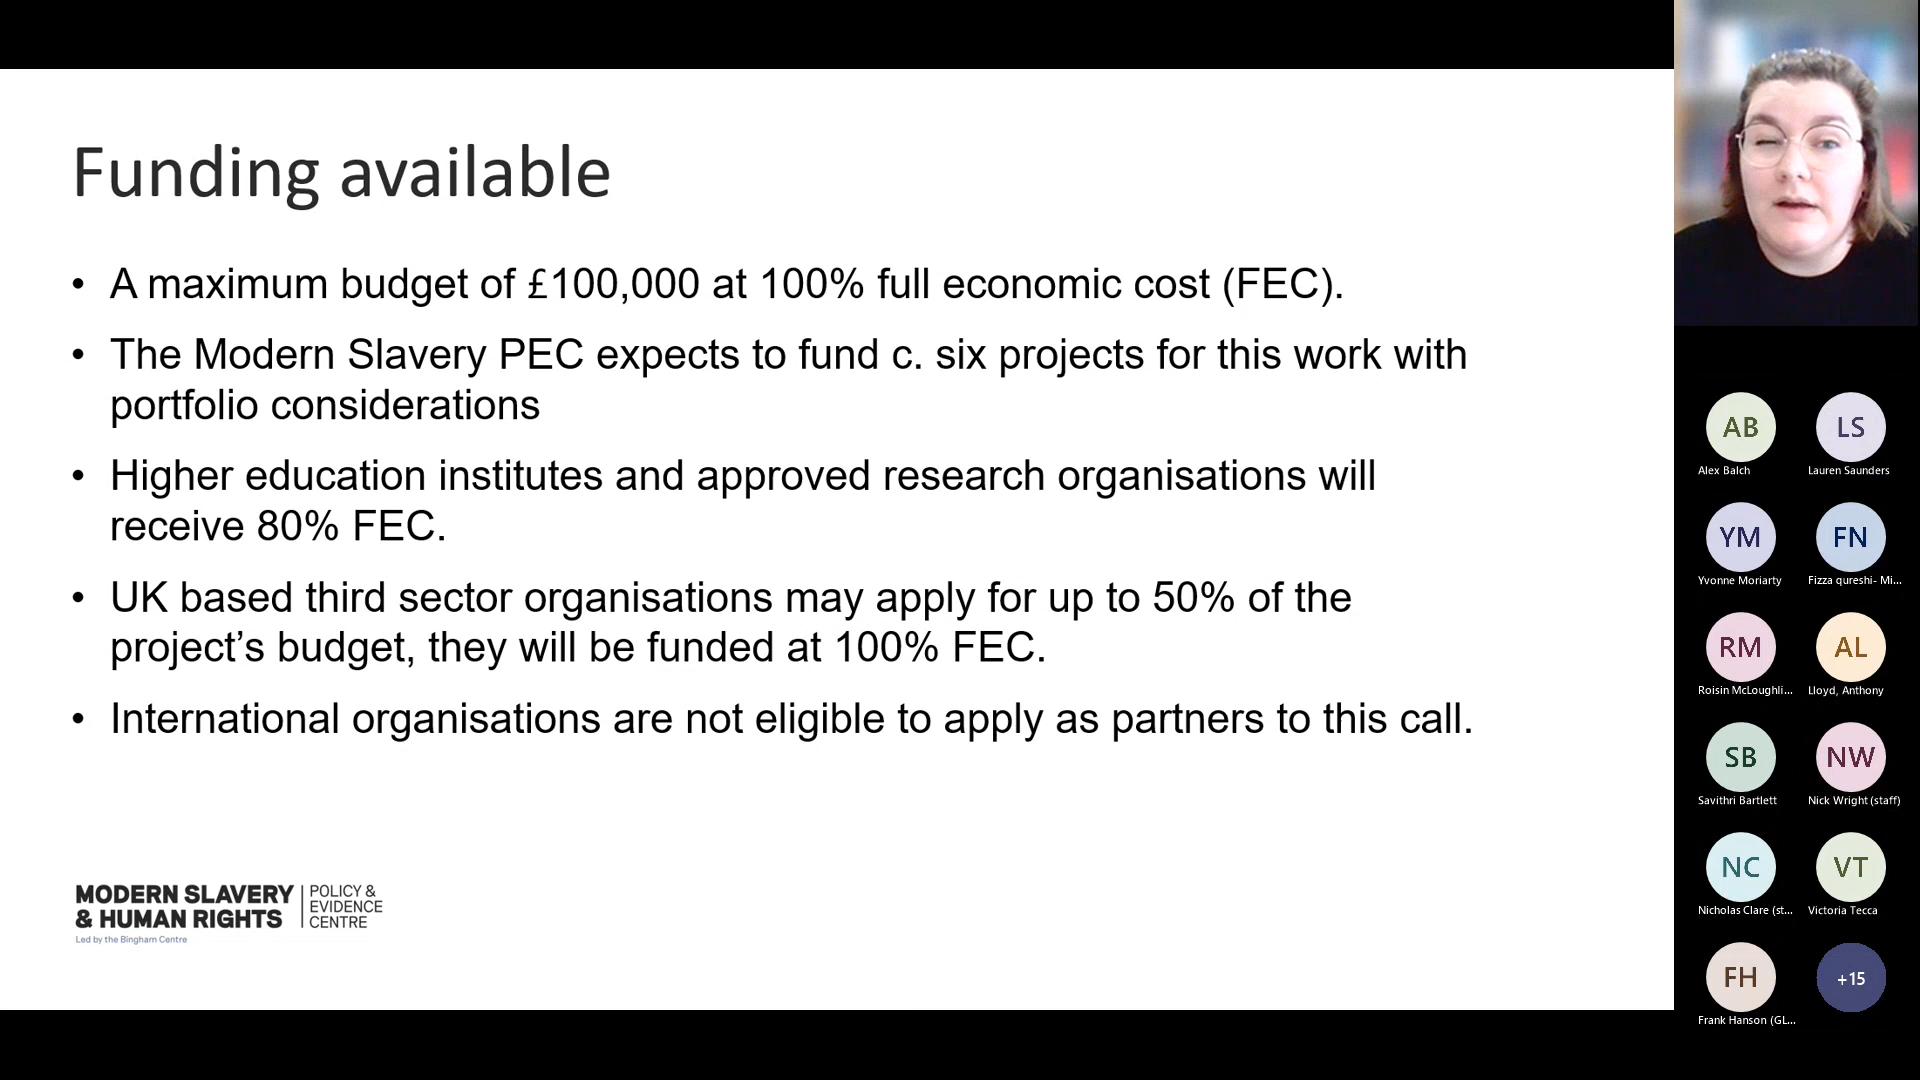 Funding available
• A maximum budget of £100,000 at 100% full economic cost (FEC).
• The Modern Slavery PEC expects to fund c. six projects for this work with
portfolio considerations
• Higher education institutes and approved research organisations will
receive 80% FEC.
• UK based third sector organisations may apply for up to 50% of the
project’s budget, they will be funded at 100% FEC.
• International organisations are not eligible to apply as partners to this call.
MODERN SLAVERY
& HUMAN RIGHTS
POLICY &
EVIDENCE
CENTRE
Led by the Bingham Centre
AB
Alex Balch
LS
Lauren Saunders
YM
Yvonne Moriarty
FN
Fizza qureshi- Mi...
RM
Roisin McLoughli...
AL
Lloyd, Anthony
SB
Savithri Bartlett
NW
Nick Wright (staff)
NC
Nicholas Clare (st...
VT
Victoria Tecca
FH
Frank Hanson (GL...
+15